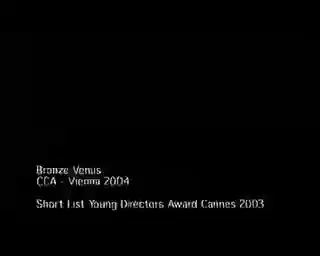 Bronze Venus
CCA - Vienna 2004
Short List Young Directors Award Cannes 2003